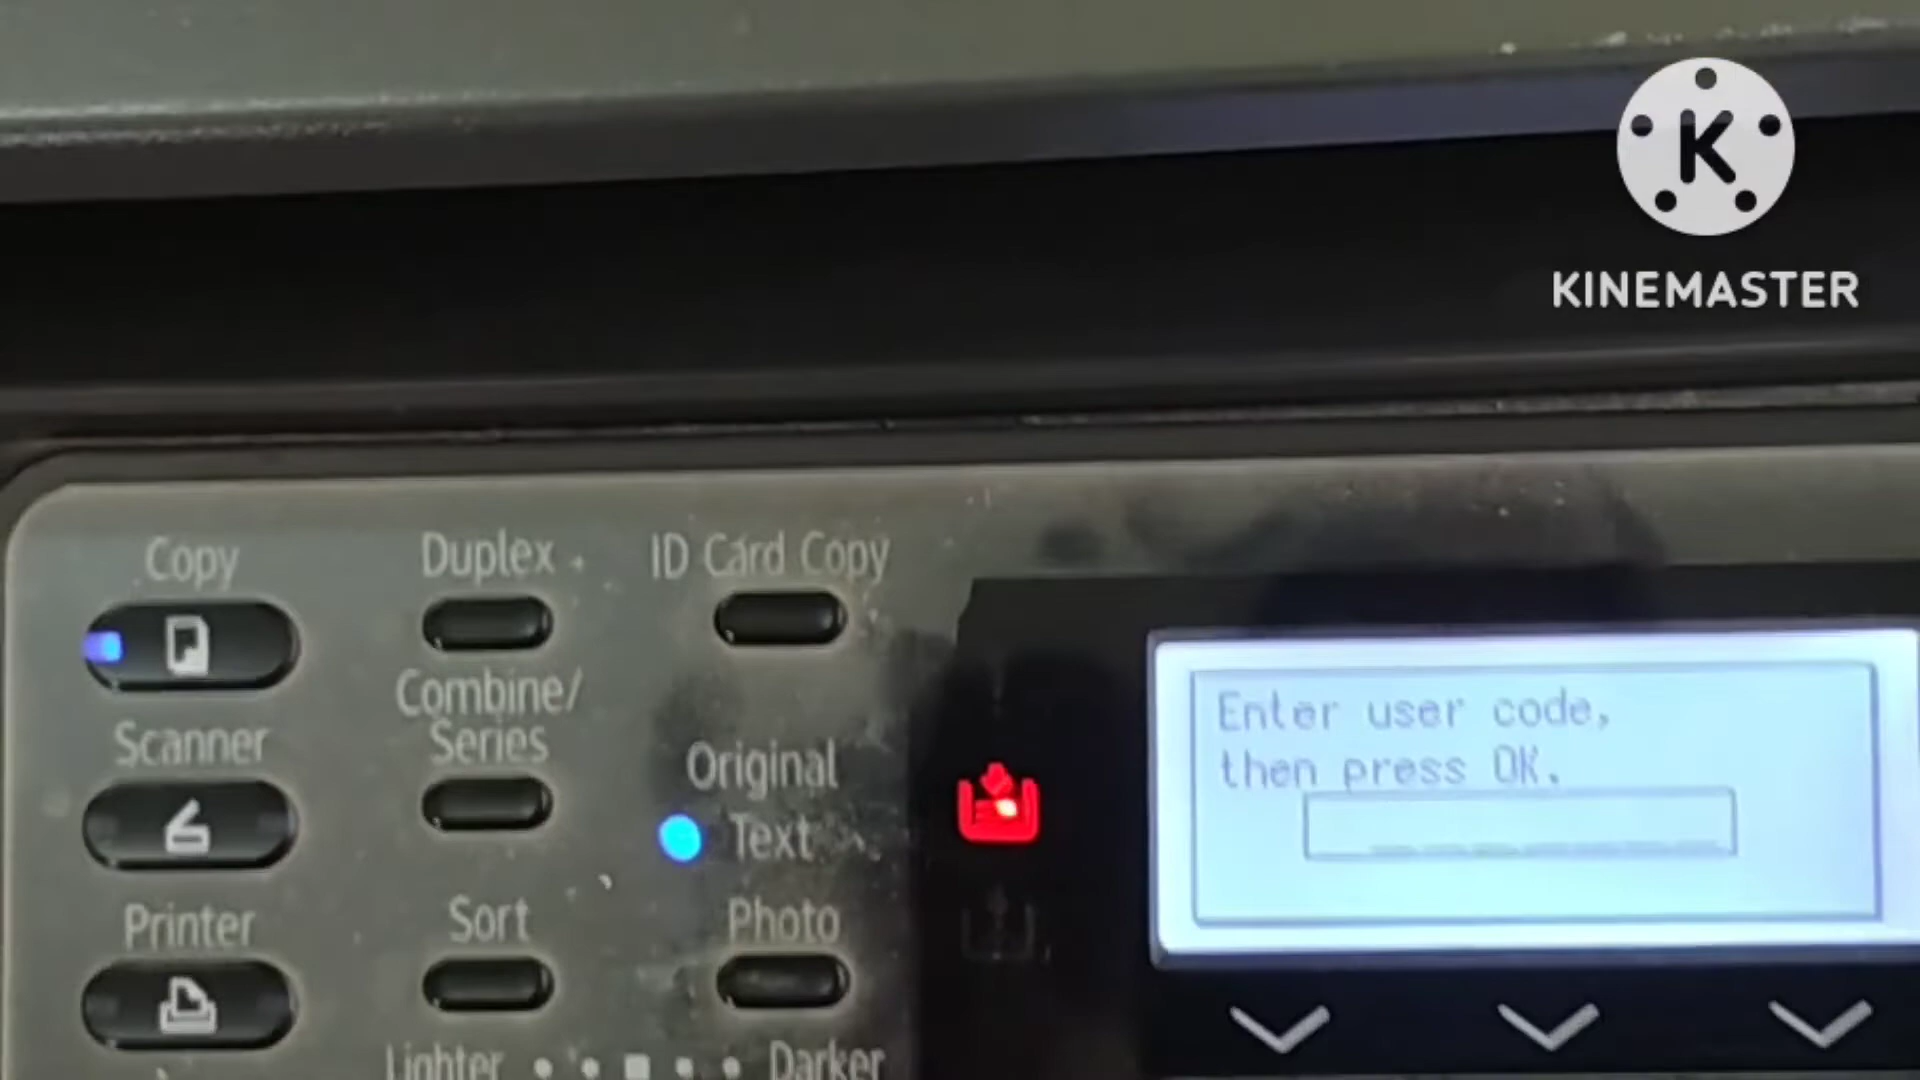 K
KINEMASTER
Copy
Duplex
ID Card Copy
Combine/
Series
Scanner
Original
Text
Printer
Sort
Photo
Lighter
Darker
Enter user code,
then press OK.